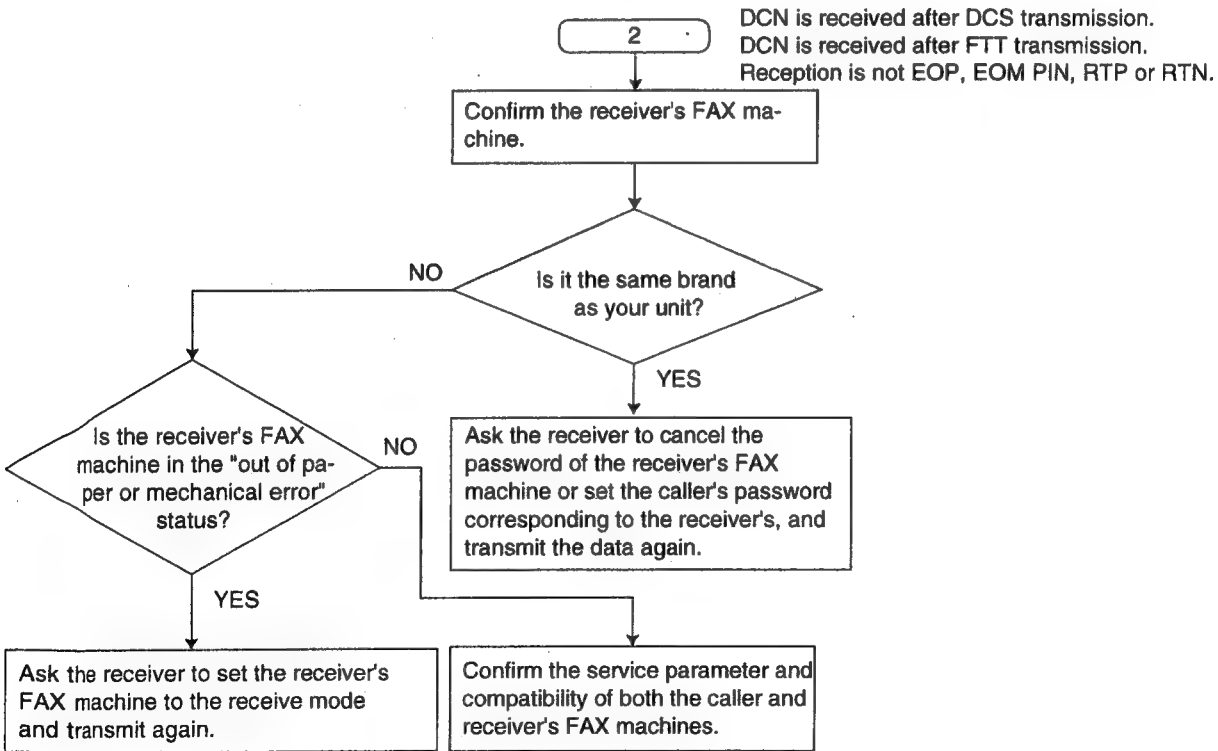 2
DCN is received after DCS transmission.
DCN is received after FTT transmission.
Reception is not EOP, EOM PIN, RTP or RTN.
Confirm the receiver's FAX ma-
chine.
Is it the same brand
as your unit?
NO
YES
Is the receiver's FAX
machine in the "out of pa-
per or mechanical error"
status?
NO
YES
Ask the receiver to cancel the
password of the receiver's FAX
machine or set the caller's password
corresponding to the receiver's, and
transmit the data again.
Ask the receiver to set the receiver's
FAX machine to the receive mode
and transmit again.
Confirm the service parameter and
compatibility of both the caller and
receiver's FAX machines.